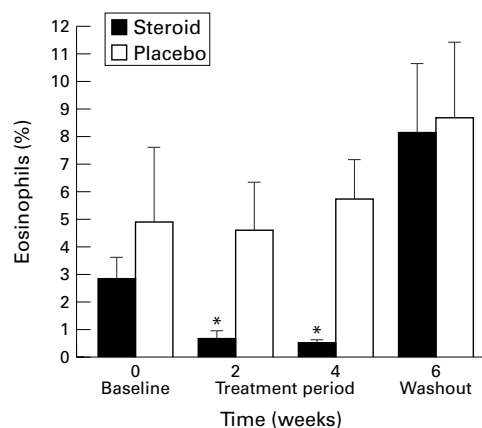 Steroid
Placebo
Eosinophils (%)
12
11
10
9
8
7
6
5
4
3
2
1
0
* *
0 2 4 6
Baseline Treatment period Washout
Time (weeks)